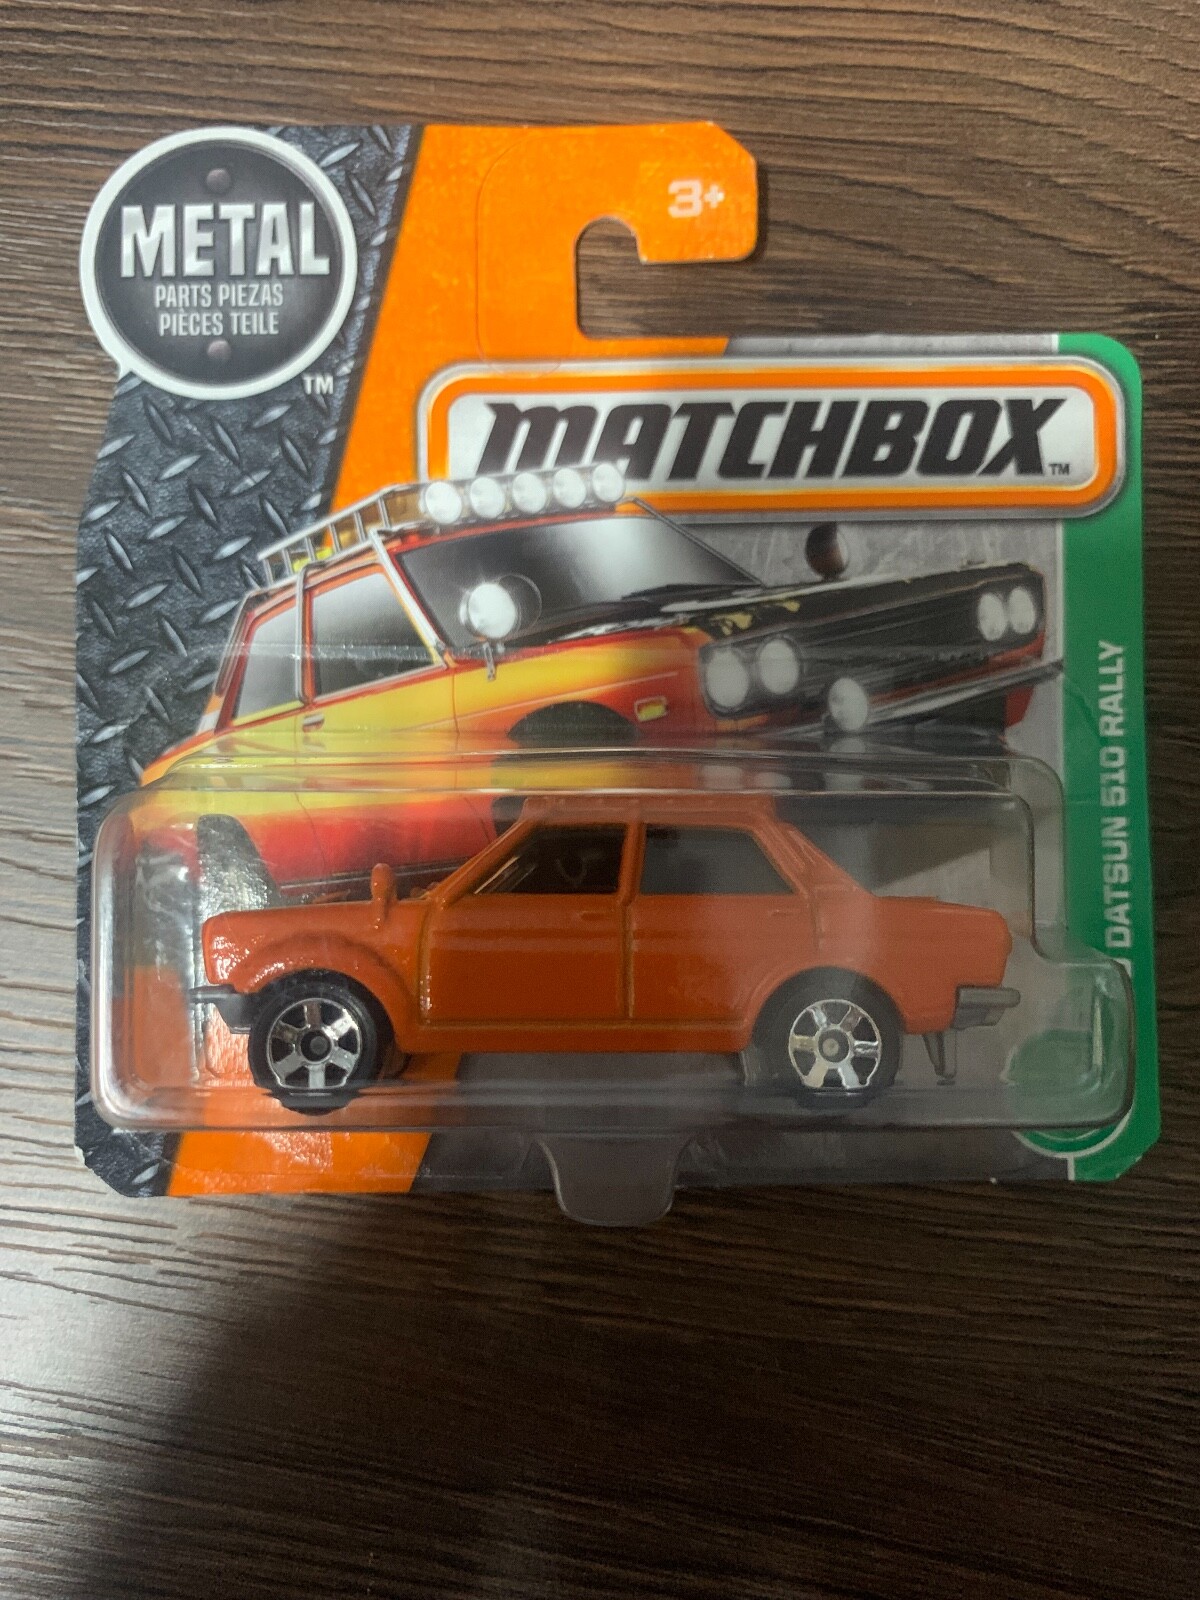 METAL
PARTS PIEZAS
PIÈCES TEILE
TM
3+
MATCHBOX
TM
DATSUN 510 RALLY